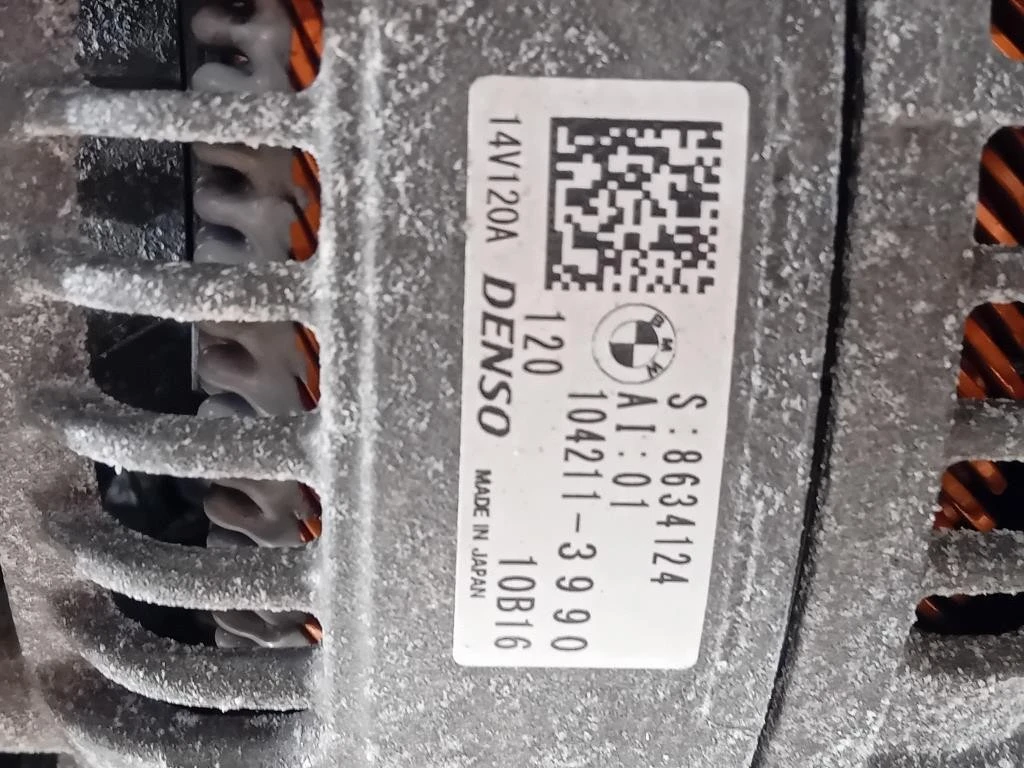 S:8634124
BMW
AI:01
104211-3990
120
10B16
14V120A DENSO MADE IN JAPAN